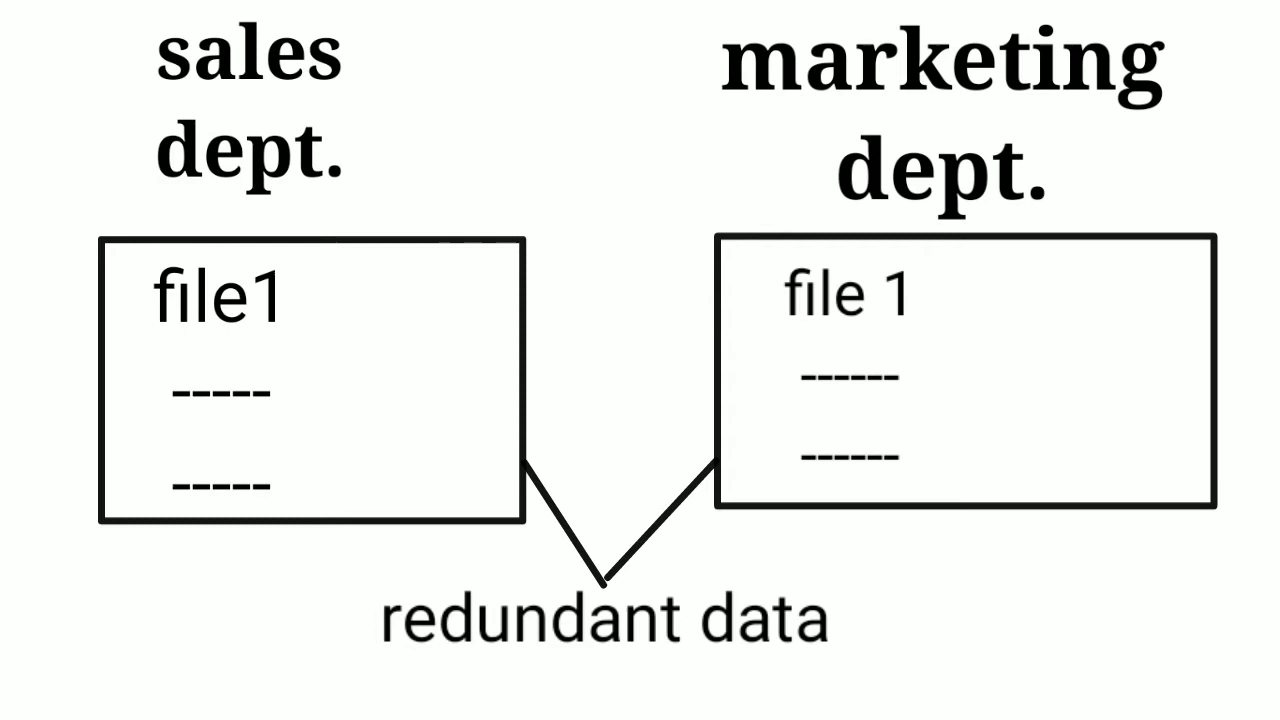 sales
dept.
marketing
dept.
file1
-----
-----
file 1
------
------
redundant data